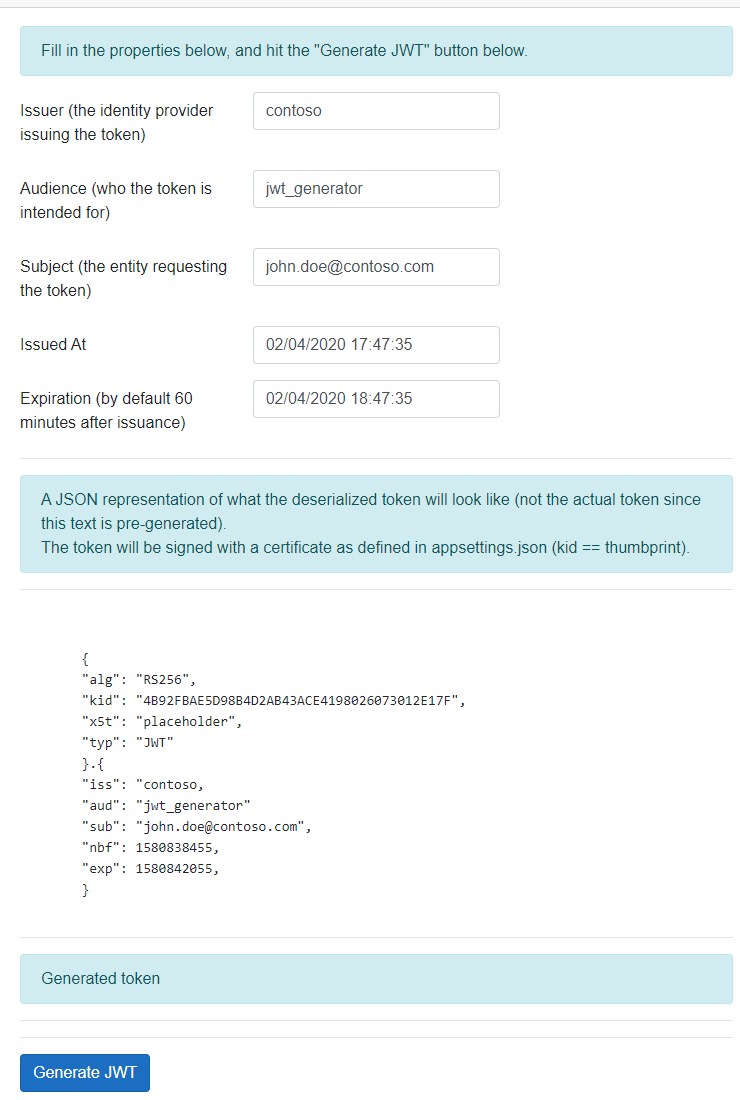 Fill in the properties below, and hit the "Generate JWT" button below.
Issuer (the identity provider
issuing the token)
contoso
Audience (who the token is
intended for)
jwt_generator
Subject (the entity requesting
the token)
john.doe@contoso.com
Issued At
02/04/2020 17:47:35
Expiration (by default 60
minutes after issuance)
02/04/2020 18:47:35
A JSON representation of what the deserialized token will look like (not the actual token since
this text is pre-generated).
The token will be signed with a certificate as defined in appsettings.json (kid == thumbprint).
{
"alg": "RS256",
"kid": "4B92FBAE5D98B4D2AB43ACE4198026073012E17F",
"x5t": "placeholder",
"typ": "JWT"
}.{
"iss": "contoso,
"aud": "jwt_generator"
"sub": "john.doe@contoso.com",
"nbf": 1580838455,
"exp": 1580842055,
}
Generated token
Generate JWT